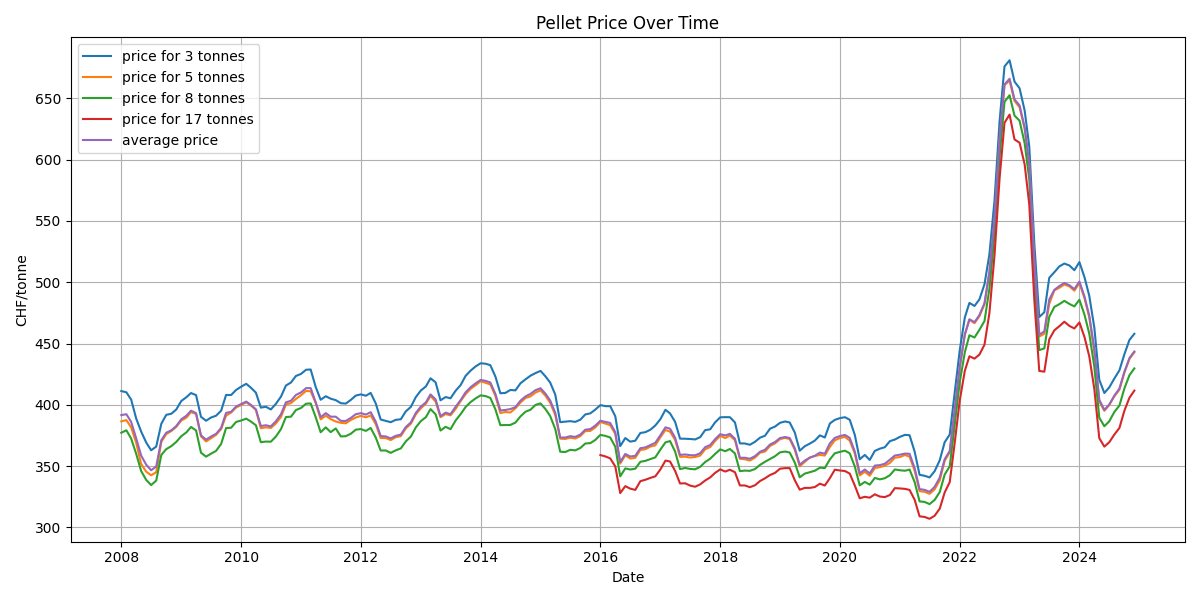 Pellet Price Over Time
price for 3 tonnes
price for 5 tonnes
price for 8 tonnes
price for 17 tonnes
average price
CHF/tonne
650
600
550
500
450
400
350
300
2008 2010 2012 2014 2016 2018 2020 2022 2024
Date